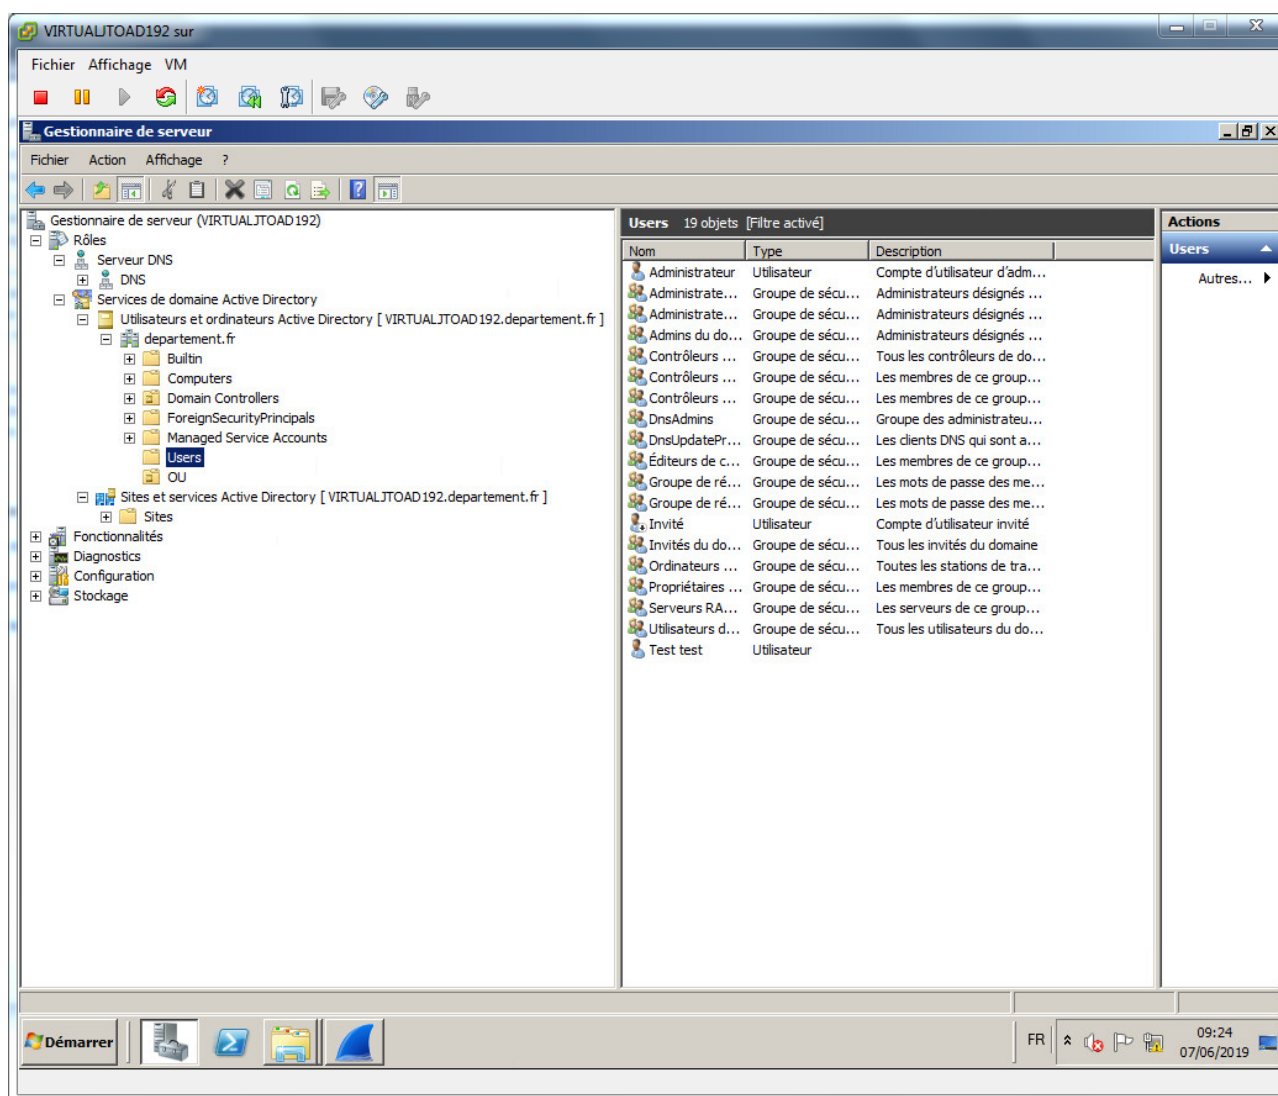 VIRTUALJTOAD192 sur
Fichier Affichage VM
Gestionnaire de serveur
Fichier Action Affichage ?
Gestionnaire de serveur (VIRTUALJTOAD192)
Rôles
Serveur DNS
DNS
Services de domaine Active Directory
Utilisateurs et ordinateurs Active Directory [ VIRTUALJTOAD192.departement.fr ]
departement.fr
Builtin
Computers
Domain Controllers
ForeignSecurityPrincipals
Managed Service Accounts
Users
OU
Sites et services Active Directory [ VIRTUALJTOAD192.departement.fr ]
Sites
Fonctionnalités
Diagnostics
Configuration
Stockage
Users 19 objets [Filtre activé]
Nom Type Description
Administrateur Utilisateur Compte d'utilisateur d'adm...
Administrate... Groupe de sécu... Administrateurs désignés ...
Administrate... Groupe de sécu... Administrateurs désignés ...
Admins du do... Groupe de sécu... Administrateurs désignés ...
Contrôleurs ... Groupe de sécu... Tous les contrôleurs de do...
Contrôleurs ... Groupe de sécu... Les membres de ce group...
Contrôleurs ... Groupe de sécu... Les membres de ce group...
DnsAdmins Groupe de sécu... Groupe des administrateu...
DnsUpdatePr... Groupe de sécu... Les clients DNS qui sont a...
Éditeurs de c... Groupe de sécu... Les membres de ce group...
Groupe de ré... Groupe de sécu... Les mots de passe des me...
Groupe de ré... Groupe de sécu... Les mots de passe des me...
Invité Utilisateur Compte d'utilisateur invité
Invités du do... Groupe de sécu... Tous les invités du domaine
Ordinateurs ... Groupe de sécu... Toutes les stations de tra...
Propriétaires ... Groupe de sécu... Les membres de ce group...
Serveurs RA... Groupe de sécu... Les serveurs de ce group...
Utilisateurs d... Groupe de sécu... Tous les utilisateurs du do...
Test test Utilisateur
Actions
Users
Autres...
Démarrer
FR
09:24
07/06/2019